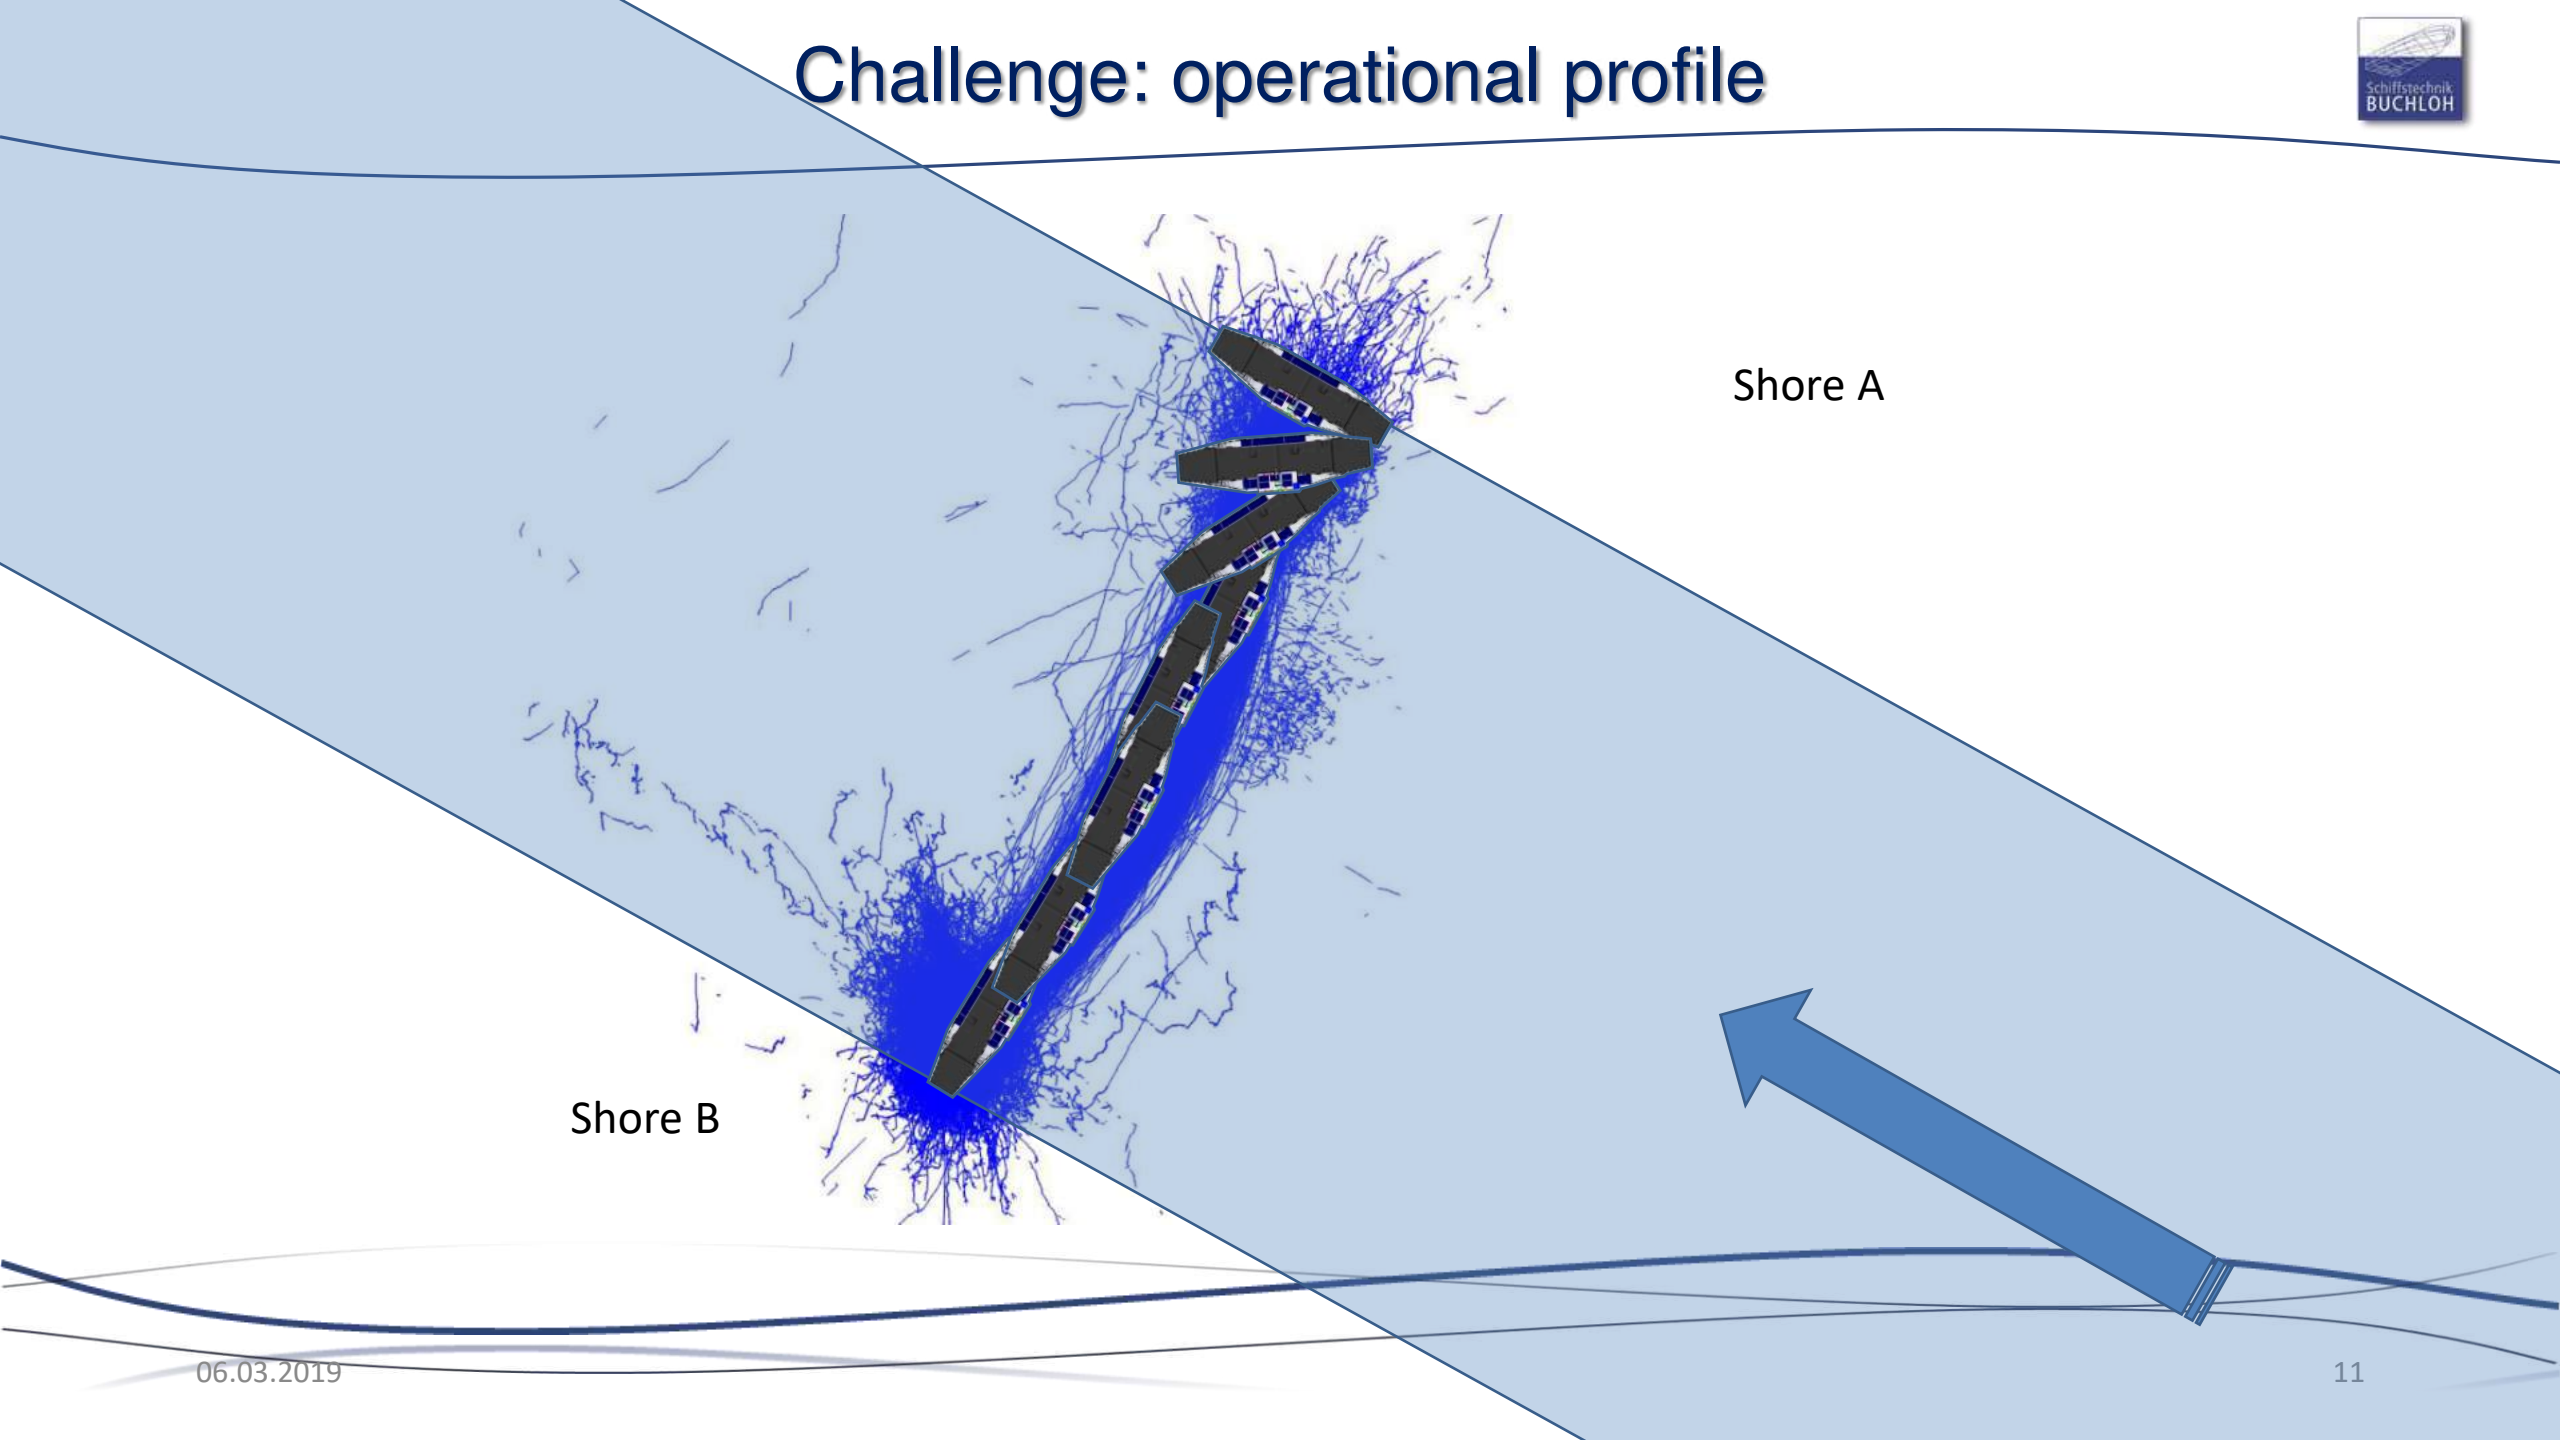 Challenge: operational profile
Schiffstechnik
BUCHLOH
Shore A
Shore B
06.03.2019
11